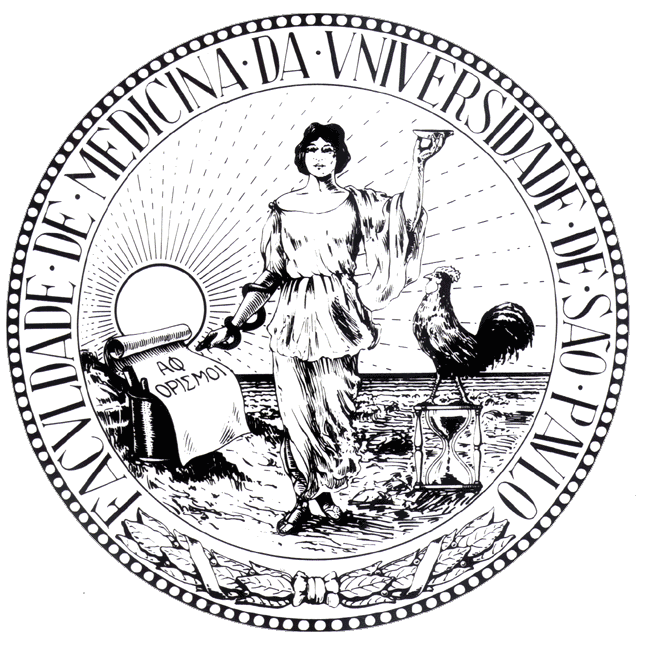 FACVLDADE · DE · MEDICINA · DA · VNIVERSIDADE · DE · SÃO · PAVLO
ΑΦ
ΟΡΙΣΜΟΙ